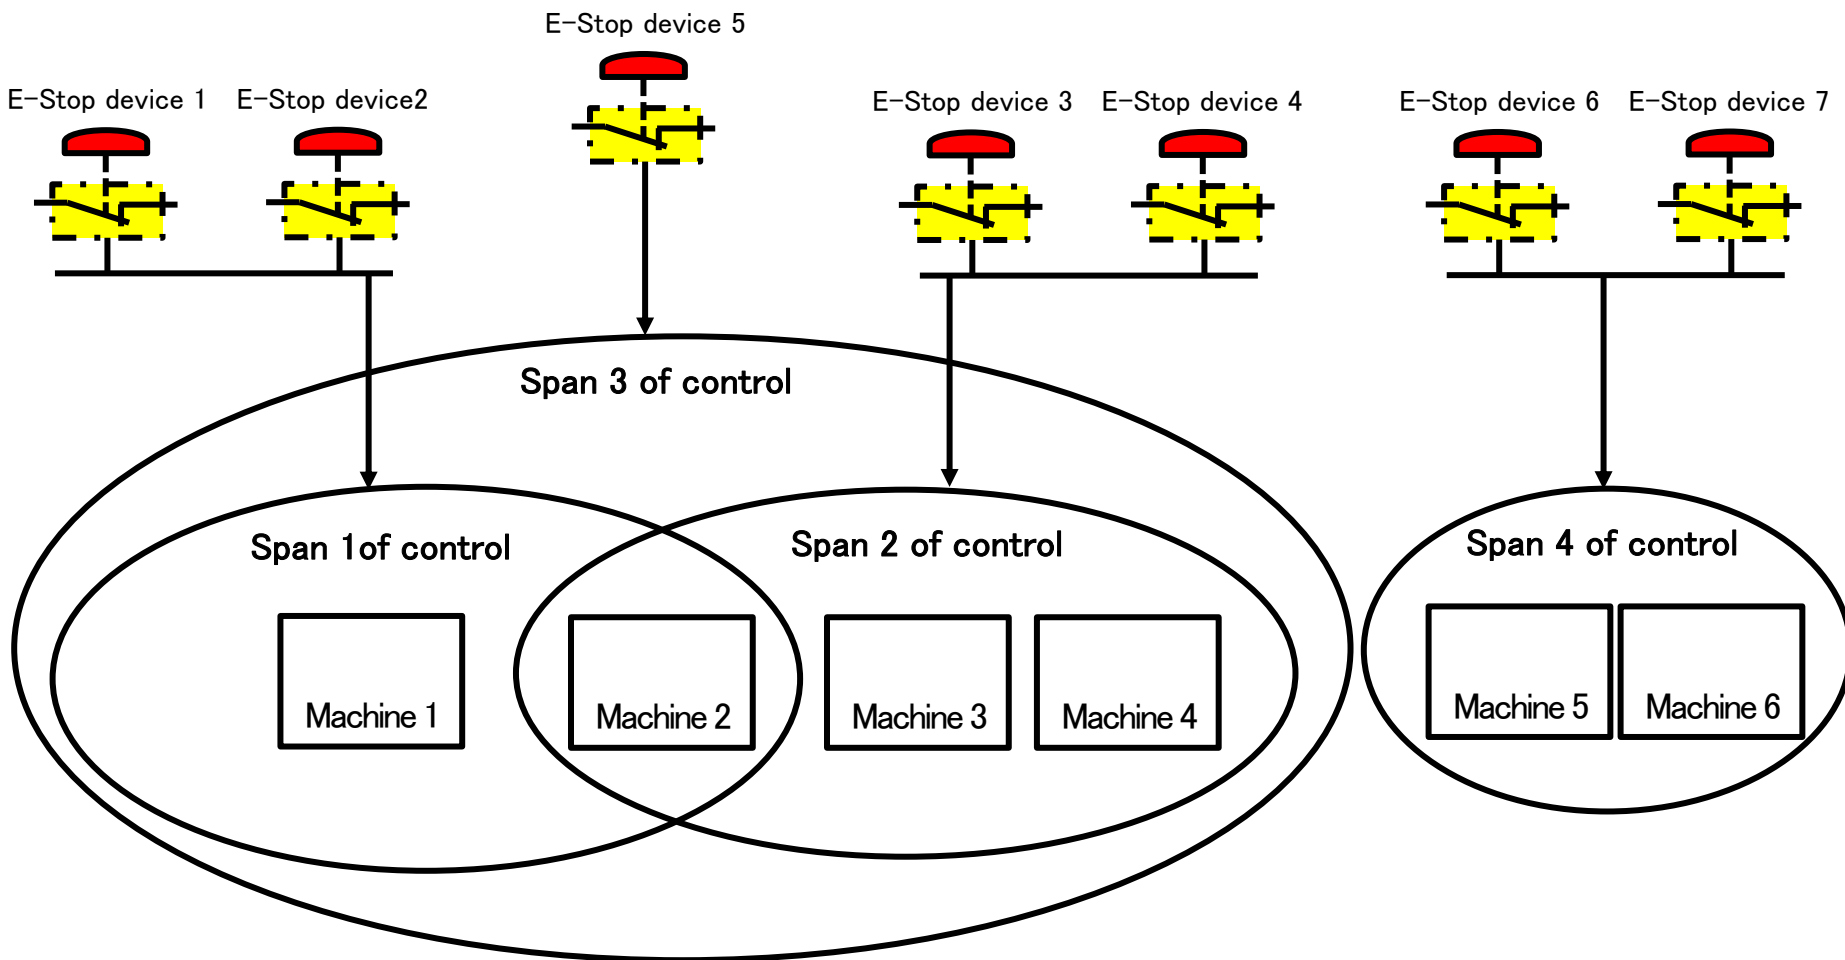 E-Stop device 5
E-Stop device 1
E-Stop device2
E-Stop device 3
E-Stop device 4
E-Stop device 6
E-Stop device 7
Span 3 of control
Span 1of control
Span 2 of control
Span 4 of control
Machine 1
Machine 2
Machine 3
Machine 4
Machine 5
Machine 6